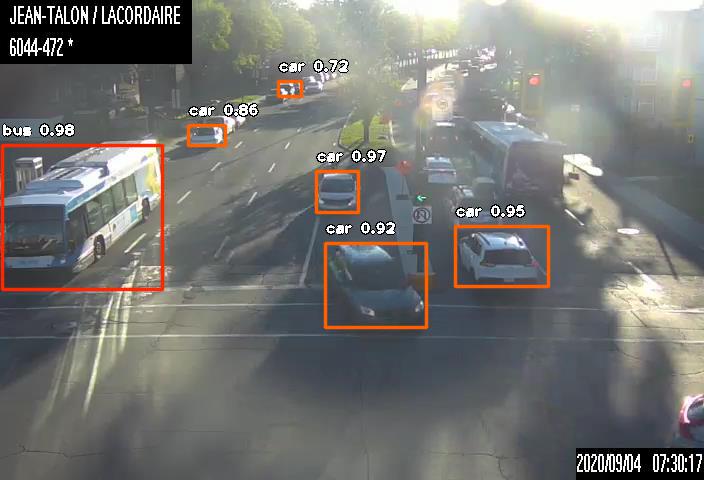 JEAN-TALON / LACORDAIRE
6044-472 *
car 0.72
car 0.86
bus 0.98
car 0.97
car 0.95
car 0.92
2020/09/04 07:30:17